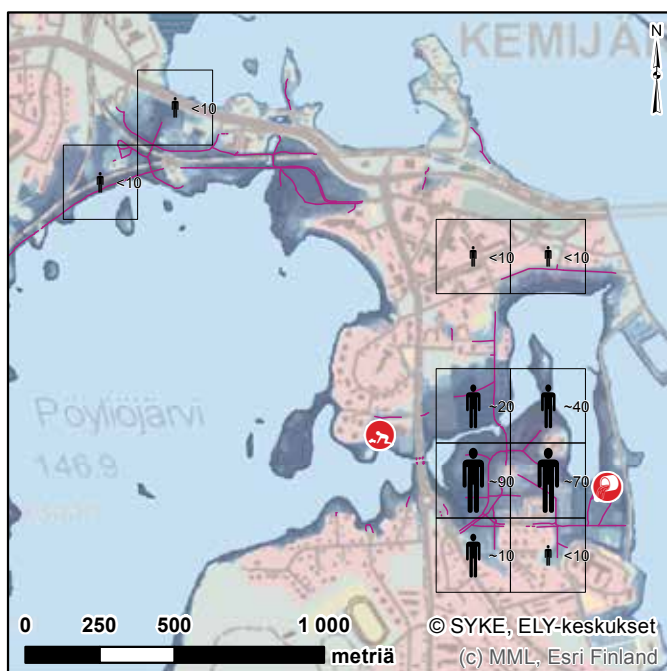 KEMIJÄ
N
<10
<10
<10 <10
~20 ~40
Pöyliöjärvi
146.9
~90 ~70
~10 <10
0 250 500 1 000
metriä
© SYKE, ELY-keskukset
(c) MML, Esri Finland